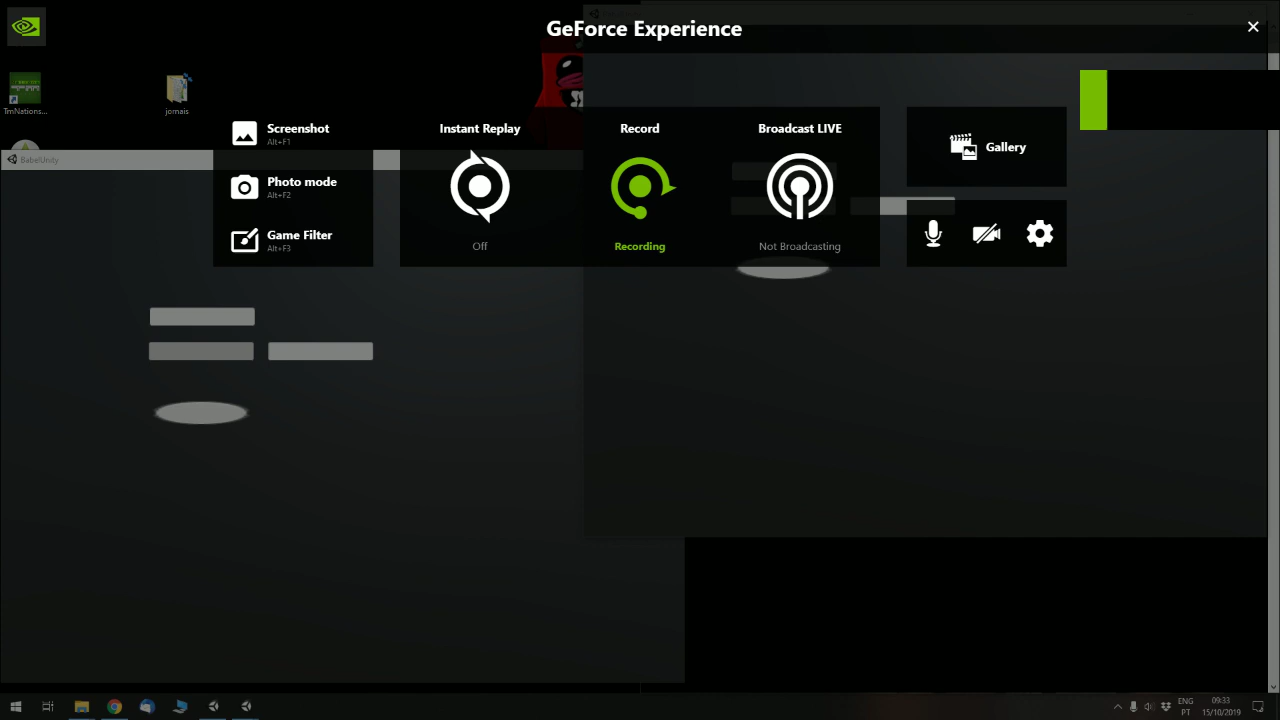 GeForce Experience
TmNations...
jornais
Screenshot
Alt+F1
Photo mode
Alt+F2
Game Filter
Alt+F3
Instant Replay
Off
Record
Recording
Broadcast LIVE
Not Broadcasting
Gallery
BabelUnity
ENG
PT
09:33
15/10/2019